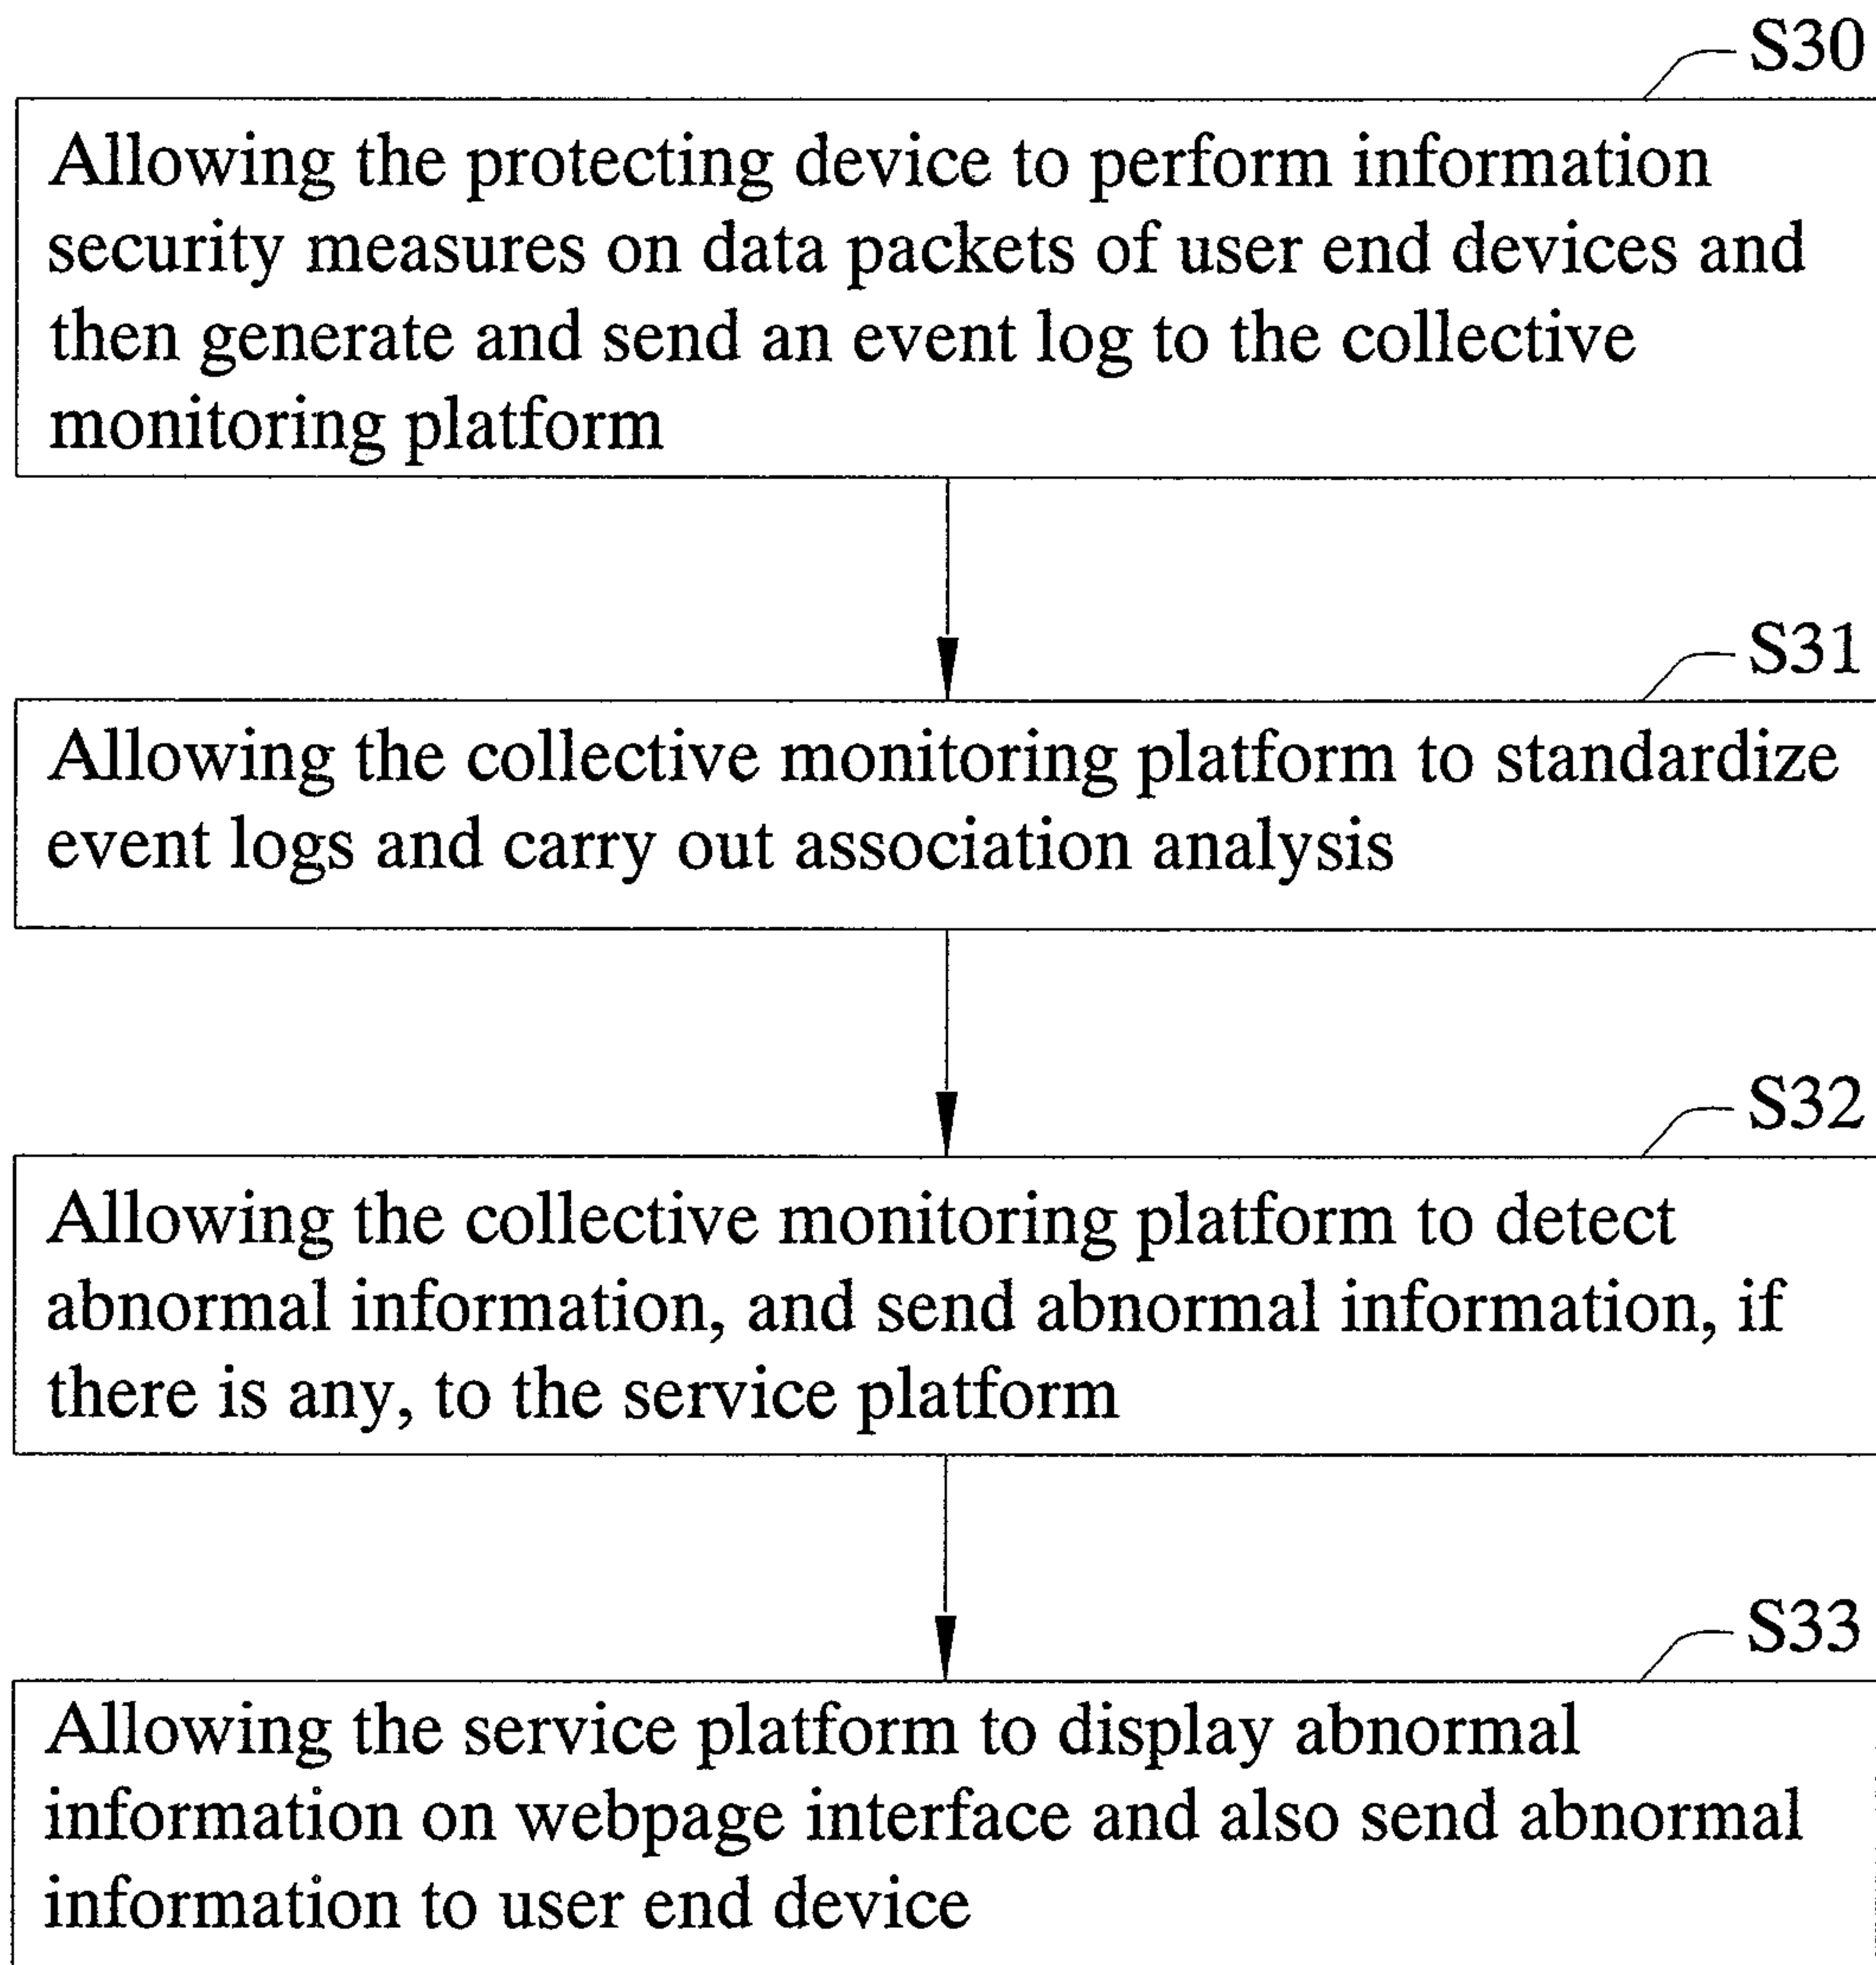 S30
Allowing the protecting device to perform information
security measures on data packets of user end devices and
then generate and send an event log to the collective
monitoring platform
S31
Allowing the collective monitoring platform to standardize
event logs and carry out association analysis
S32
Allowing the collective monitoring platform to detect
abnormal information, and send abnormal information, if
there is any, to the service platform
S33
Allowing the service platform to display abnormal
information on webpage interface and also send abnormal
information to user end device